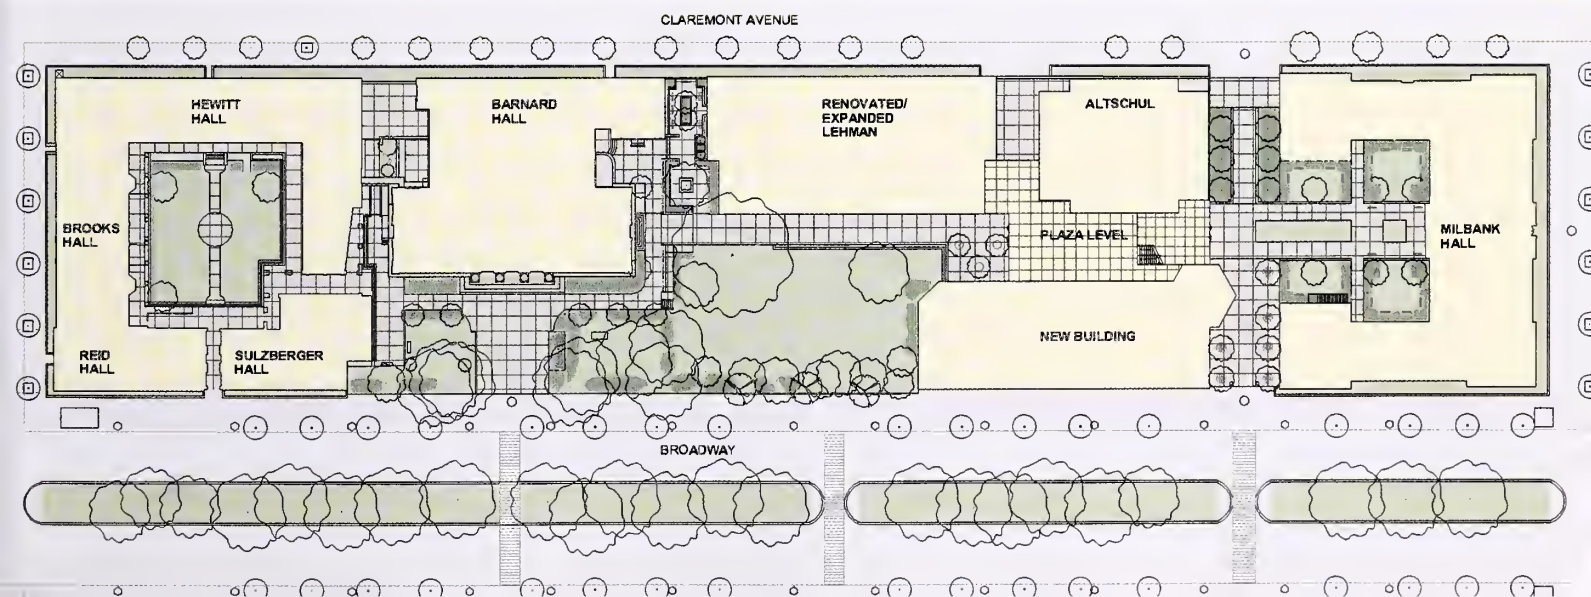 CLAREMONT AVENUE
HEWITT
HALL
BARNARD
HALL
RENOVATED/
EXPANDED
LEHMAN
ALTSCHUL
BROOKS
HALL
PLAZA LEVEL
MILBANK
HALL
REID
HALL
SULZBERGER
HALL
NEW BUILDING
BROADWAY